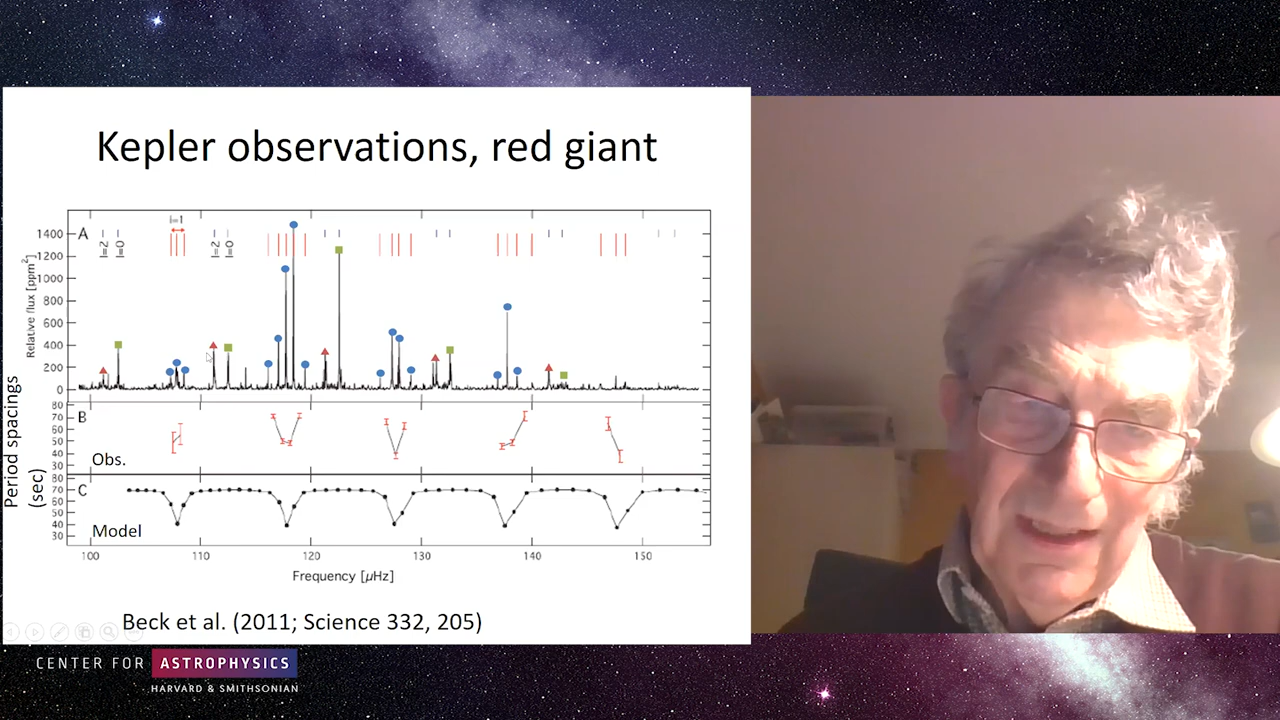 Kepler observations, red giant
A
l=2
l=0
l=1
l=2
l=0
Relative flux [ppm²]
1400
1200
1000
800
600
400
200
0
B
80
70
60
50
40
30
Obs.
Period spacings
(sec)
C
80
70
60
50
40
30
Model
100 110 120 130 140 150
Frequency [µHz]
Beck et al. (2011; Science 332, 205)
CENTER FOR ASTROPHYSICS
HARVARD & SMITHSONIAN